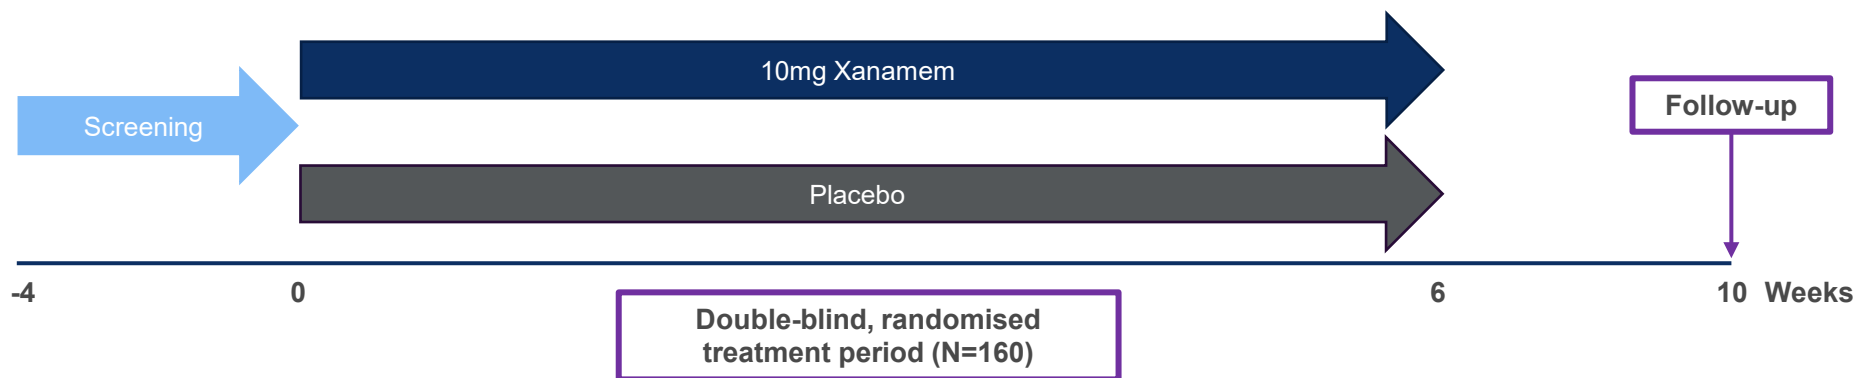 10mg Xanamem
Screening
Follow-up
Placebo
-4 0 6 10 Weeks
Double-blind, randomised
treatment period (N=160)